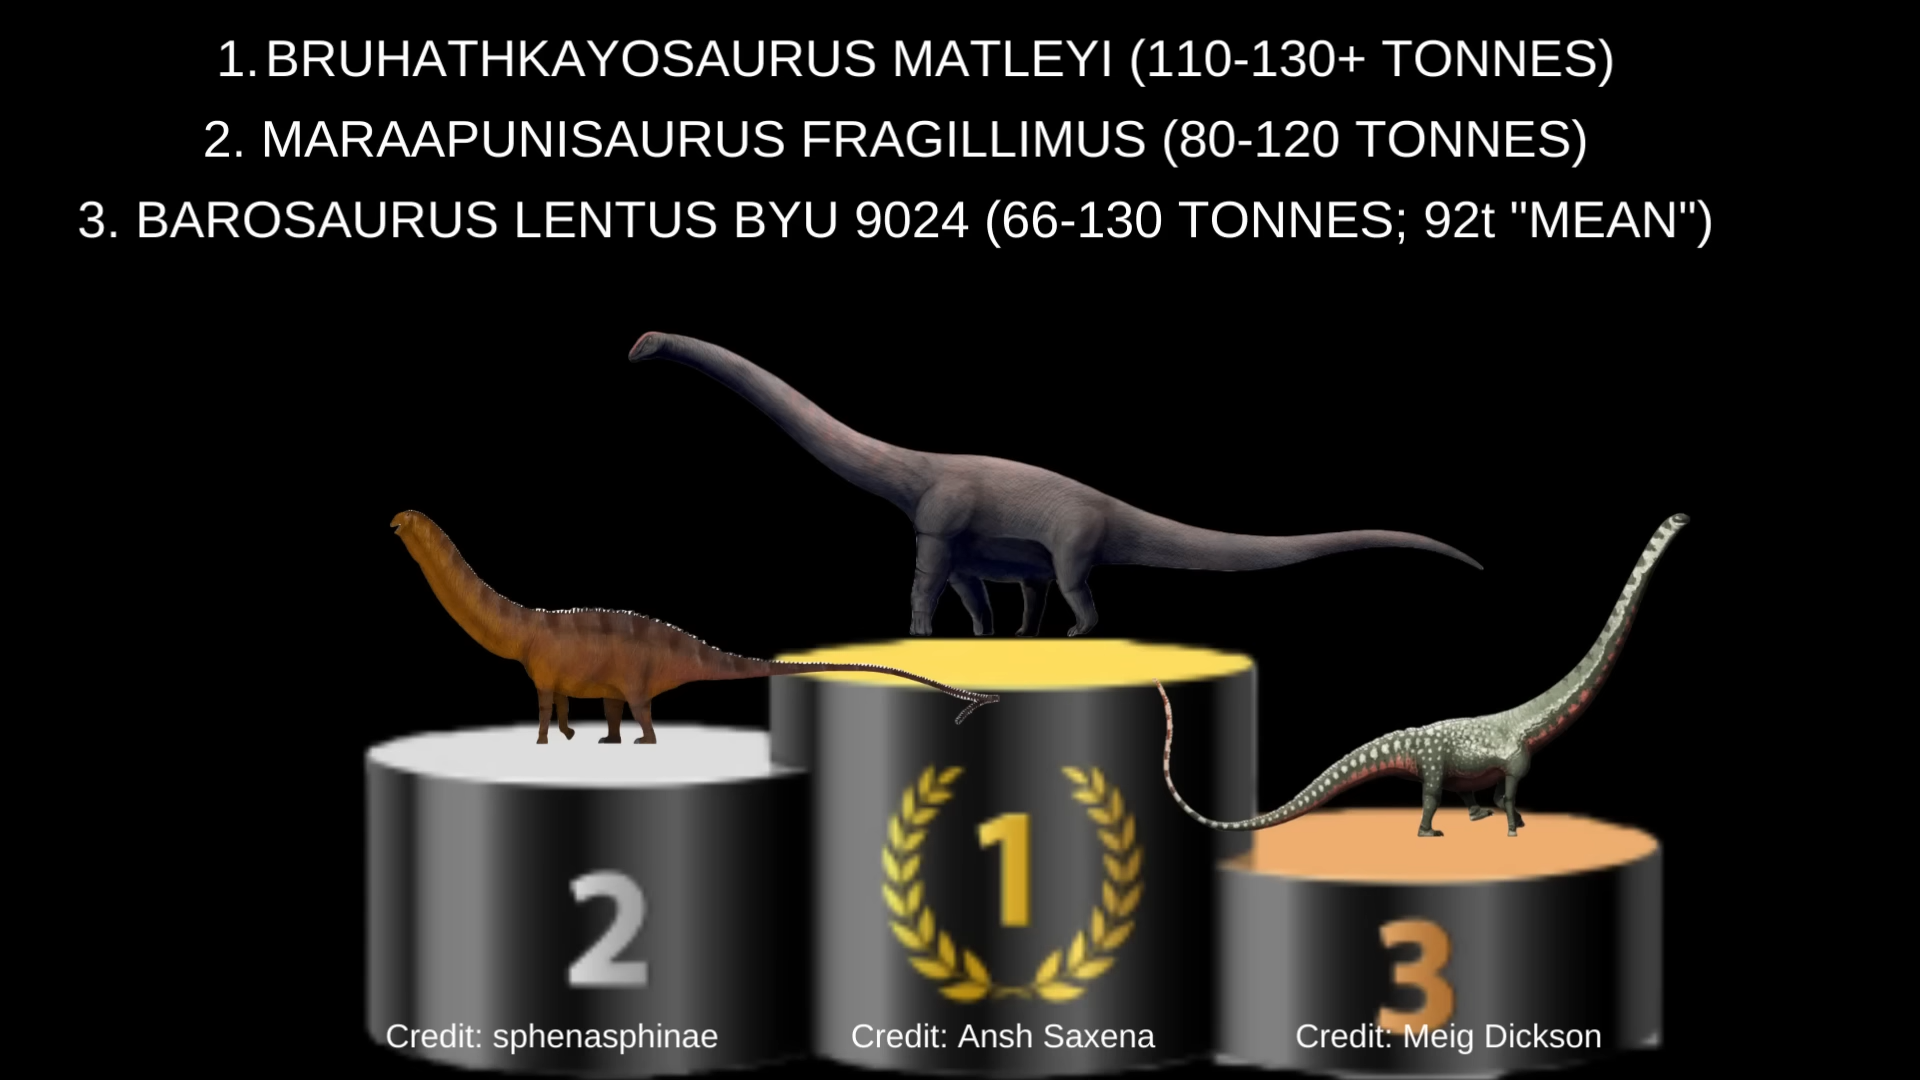 1. BRUHATHKAYOSAURUS MATLEYI (110-130+ TONNES)
2. MARAAPUNISAURUS FRAGILLIMUS (80-120 TONNES)
3. BAROSAURUS LENTUS BYU 9024 (66-130 TONNES; 92t "MEAN")
1
2
3
Credit: sphenasphinae
Credit: Ansh Saxena
Credit: Meig Dickson